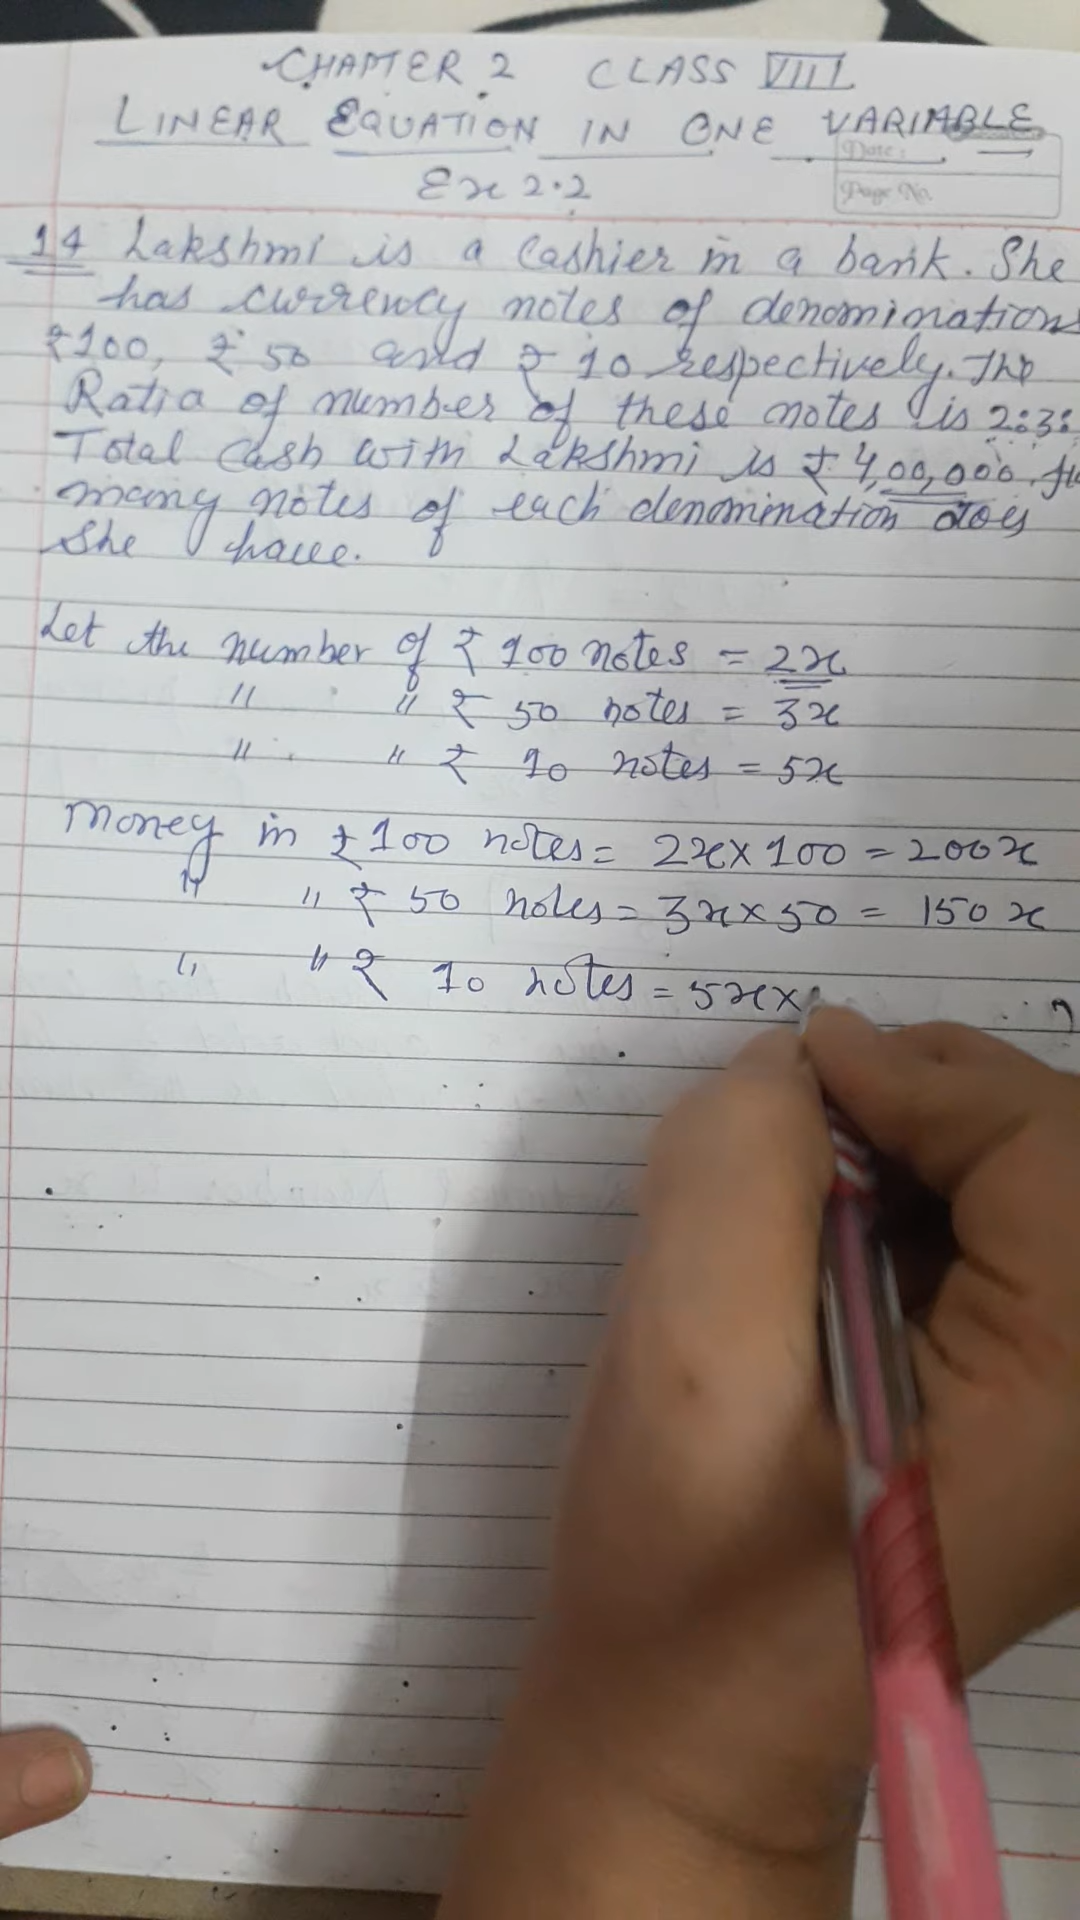 CHAPTER 2 CLASS VIII
LINEAR EQUATION IN ONE VARIABLE
Date:
Ex 2.2
Page No.
14 Lakshmi is a Cashier in a bank. She
has currency notes of denominations
₹100, ₹50 and ₹10 respectively. The
Ratio of number of these notes is 2:3:
Total Cash with Lakshmi is ₹4,00,000.
many notes of each denomination does
She have.
Let the number of ₹100 notes = 2x
" " ₹ 50 notes = 3x
" " ₹ 10 notes = 5x
Money in ₹100 notes = 2x×100 = 200x
" " ₹ 50 notes = 3x×50 = 150x
" " ₹ 10 notes = 5x×